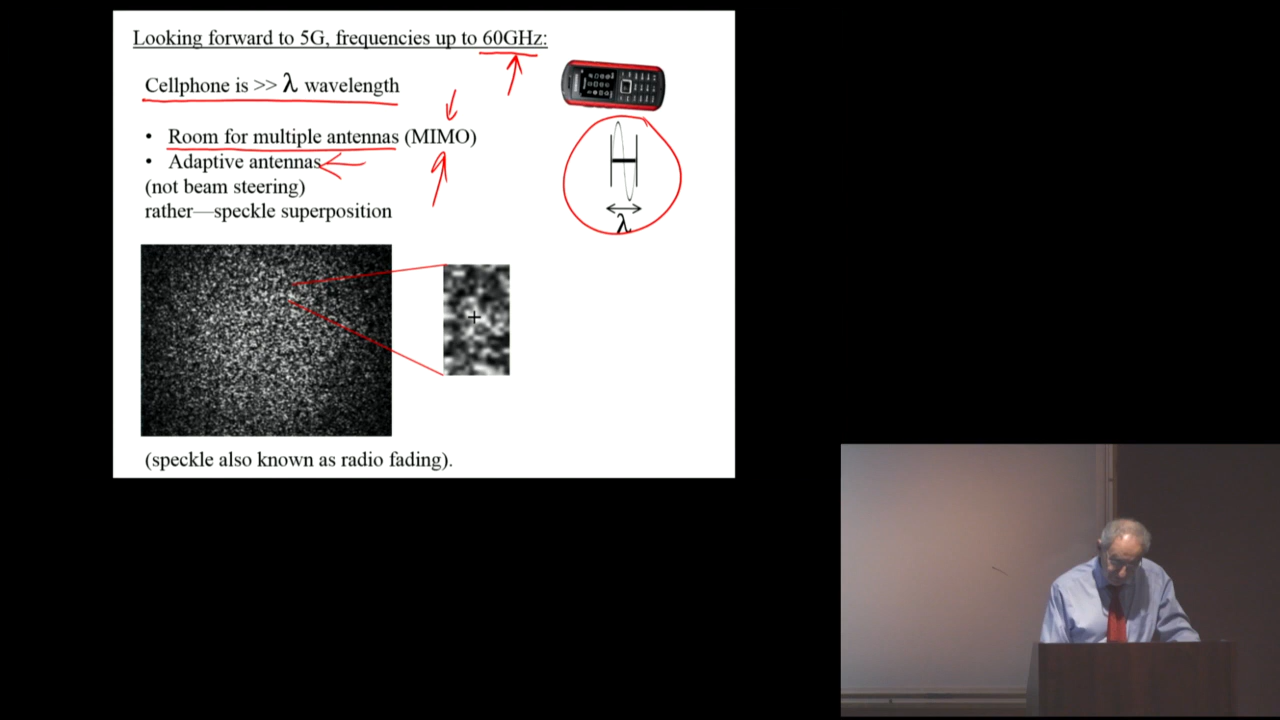 Looking forward to 5G, frequencies up to 60GHz:
Cellphone is >> λ wavelength
• Room for multiple antennas (MIMO)
• Adaptive antennas
(not beam steering)
rather—speckle superposition
λ
(speckle also known as radio fading).